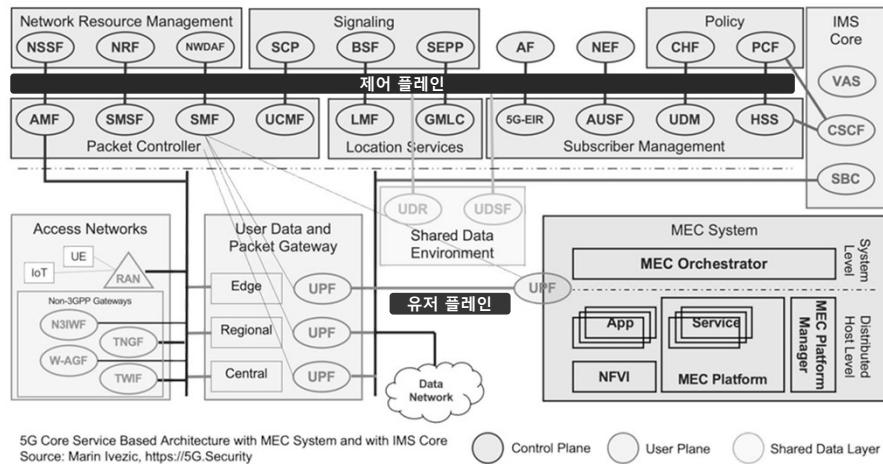 Network Resource Management
Signaling
Policy
IMS
Core
NSSF
NRF
NWDAF
SCP
BSF
SEPP
AF
NEF
CHF
PCF
VAS
제어 플레인
AMF
SMSF
SMF
UCMF
LMF
GMLC
5G-EIR
AUSF
UDM
HSS
CSCF
Packet Controller
Location Services
Subscriber Management
SBC
UDR
UDSF
Shared Data
Environment
Access Networks
UE
IoT
RAN
Non-3GPP Gateways
N3IWF
TNGF
W-AGF
TWIF
User Data and
Packet Gateway
Edge
UPF
Regional
UPF
Central
UPF
유저 플레인
Data
Network
MEC System
MEC Orchestrator
System
Level
UPF
App
Service
NFVI
MEC Platform
MEC Platform
Manager
Distributed
Host Level
5G Core Service Based Architecture with MEC System and with IMS Core
Source: Marin Ivezic, https://5G.Security
Control Plane
User Plane
Shared Data Layer